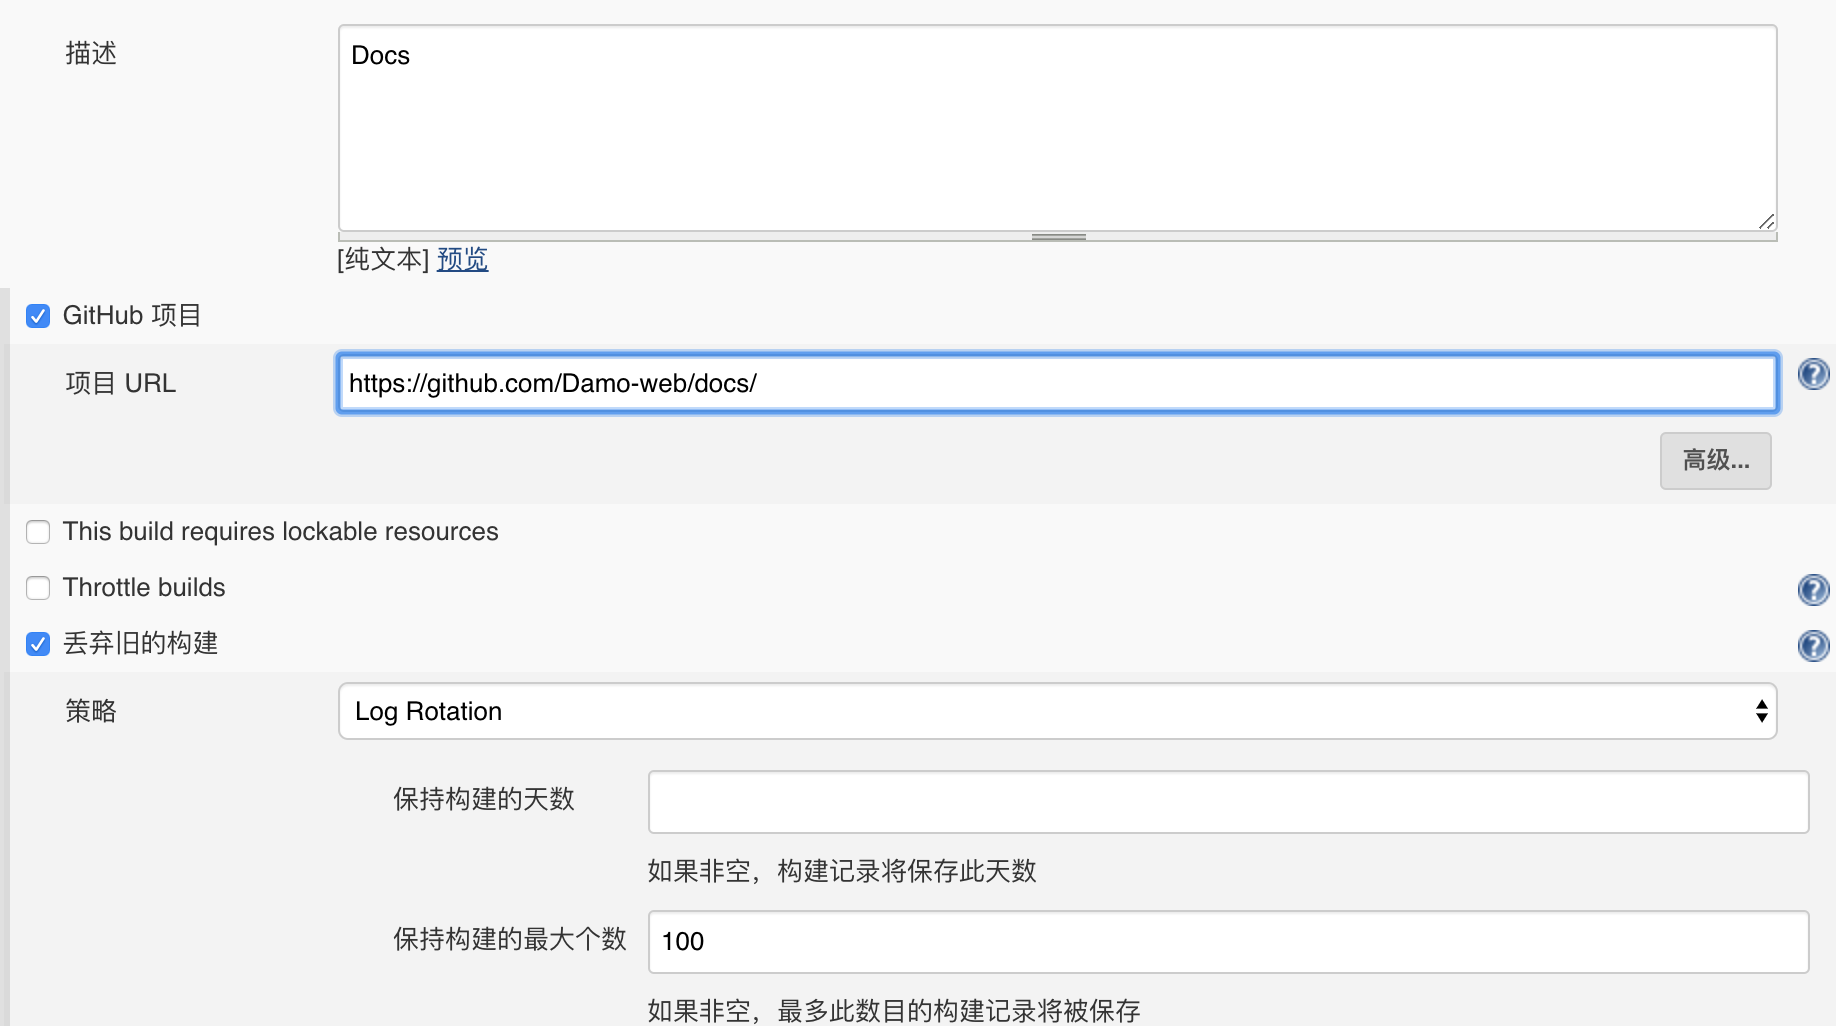 描述
Docs
[纯文本] 预览
GitHub 项目
项目 URL
https://github.com/Damo-web/docs/
高级...
This build requires lockable resources
Throttle builds
丢弃旧的构建
策略
Log Rotation
保持构建的天数
如果非空，构建记录将保存此天数
保持构建的最大个数
100
如果非空，最多此数目的构建记录将被保存